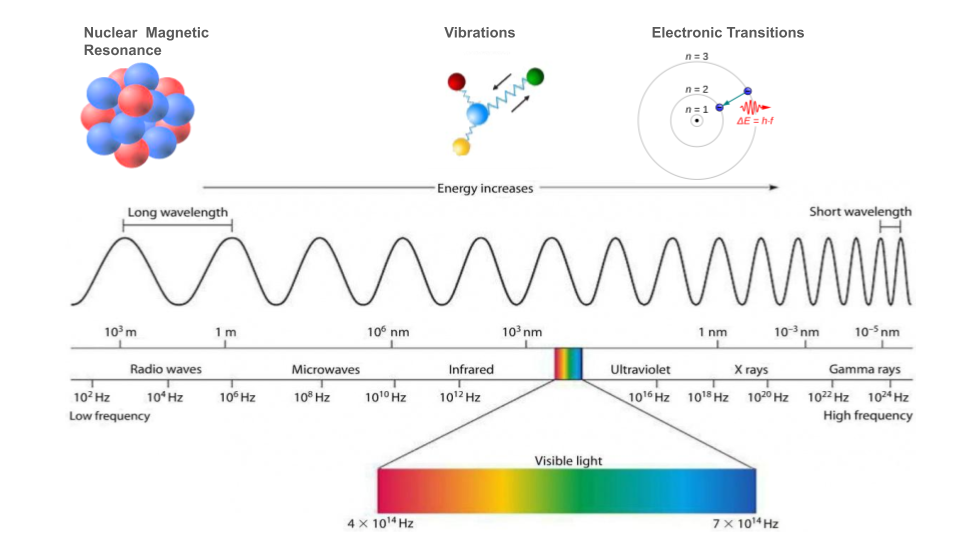 Nuclear Magnetic
Resonance
Vibrations
Electronic Transitions
n = 3
n = 2
n = 1
ΔE = h·f
Energy increases
Long wavelength
Short wavelength
10³ m
1 m
10⁶ nm
10³ nm
1 nm
10⁻³ nm
10⁻⁵ nm
Radio waves
Microwaves
Infrared
Ultraviolet
X rays
Gamma rays
10² Hz
10⁴ Hz
10⁶ Hz
10⁸ Hz
10¹⁰ Hz
10¹² Hz
10¹⁶ Hz
10¹⁸ Hz
10²⁰ Hz
10²² Hz
10²⁴ Hz
Low frequency
High frequency
Visible light
4 × 10¹⁴ Hz
7 × 10¹⁴ Hz